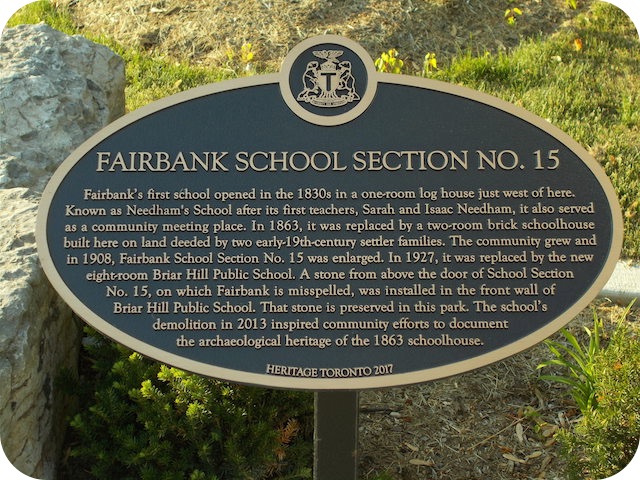 T
FAIRBANK SCHOOL SECTION NO. 15
Fairbank's first school opened in the 1830s in a one-room log house just west of here.
Known as Needham's School after its first teachers, Sarah and Isaac Needham, it also served
as a community meeting place. In 1863, it was replaced by a two-room brick schoolhouse
built here on land deeded by two early-19th-century settler families. The community grew and
in 1908, Fairbank School Section No. 15 was enlarged. In 1927, it was replaced by the new
eight-room Briar Hill Public School. A stone from above the door of School Section
No. 15, on which Fairbank is misspelled, was installed in the front wall of
Briar Hill Public School. That stone is preserved in this park. The school's
demolition in 2013 inspired community efforts to document
the archaeological heritage of the 1863 schoolhouse.
HERITAGE TORONTO 2017